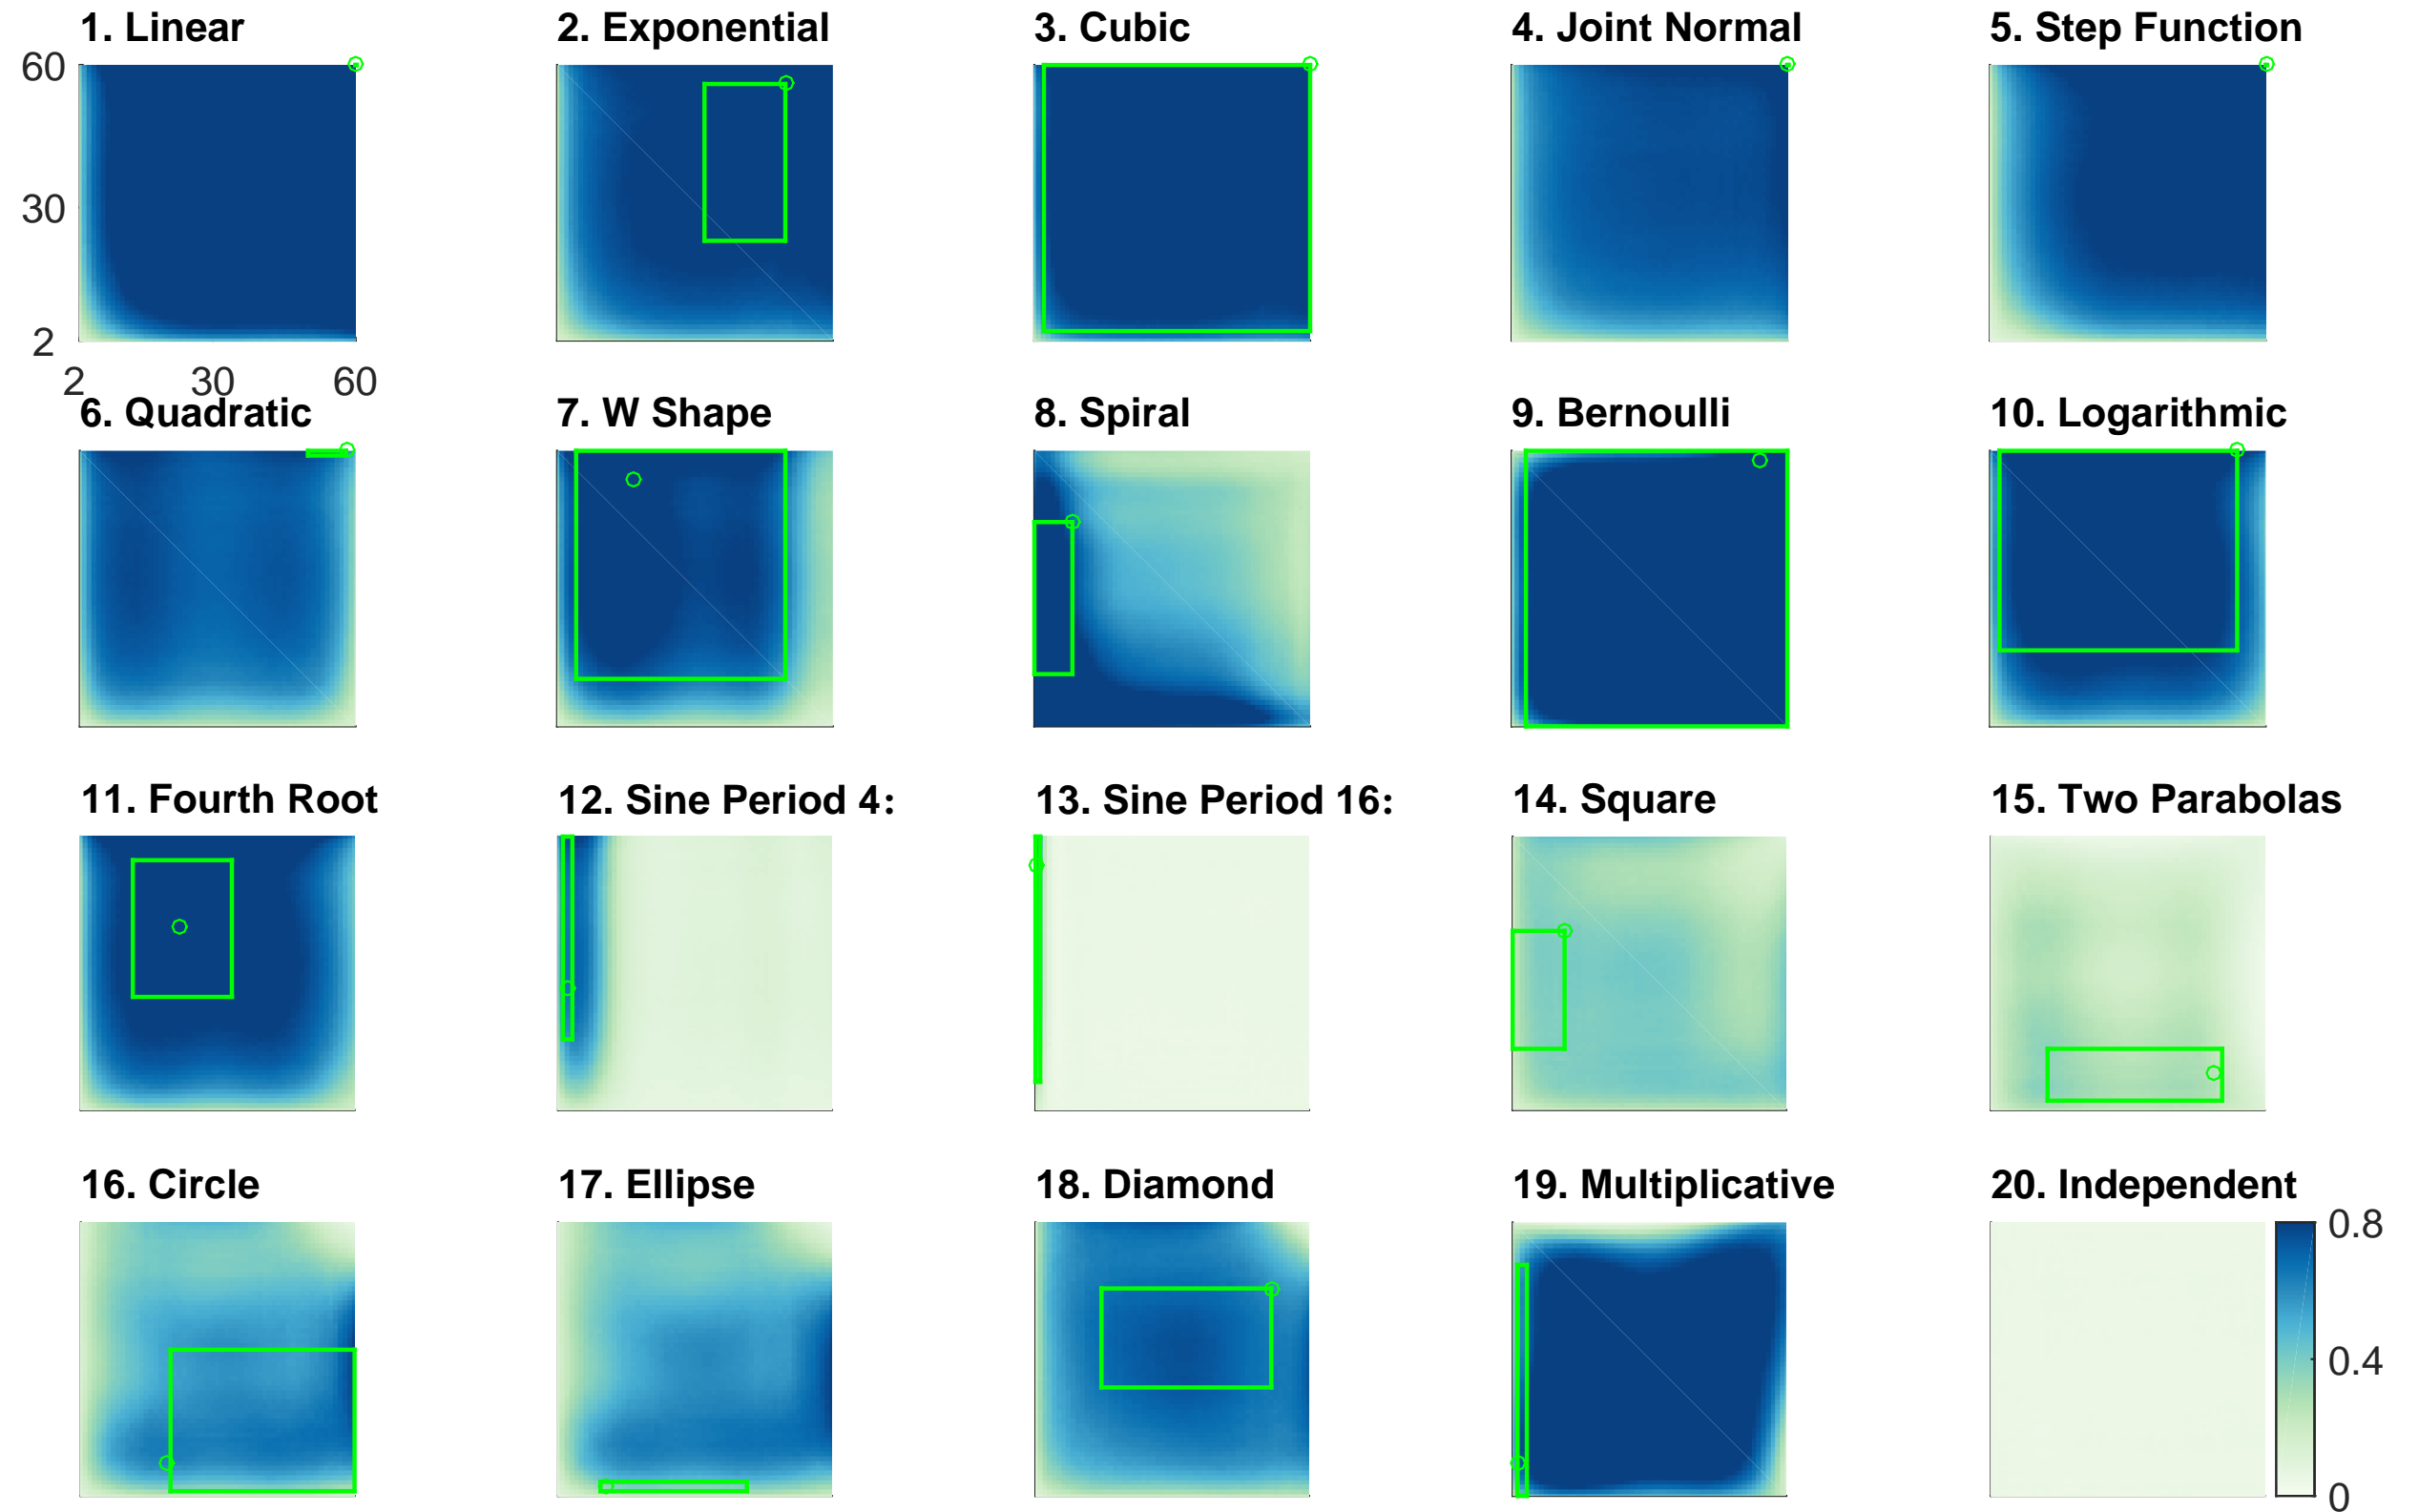 1. Linear
2. Exponential
3. Cubic
4. Joint Normal
5. Step Function
60
30
2
2
30
60
6. Quadratic
7. W Shape
8. Spiral
9. Bernoulli
10. Logarithmic
11. Fourth Root
12. Sine Period 4:
13. Sine Period 16:
14. Square
15. Two Parabolas
16. Circle
17. Ellipse
18. Diamond
19. Multiplicative
20. Independent
0.8
0.4
0